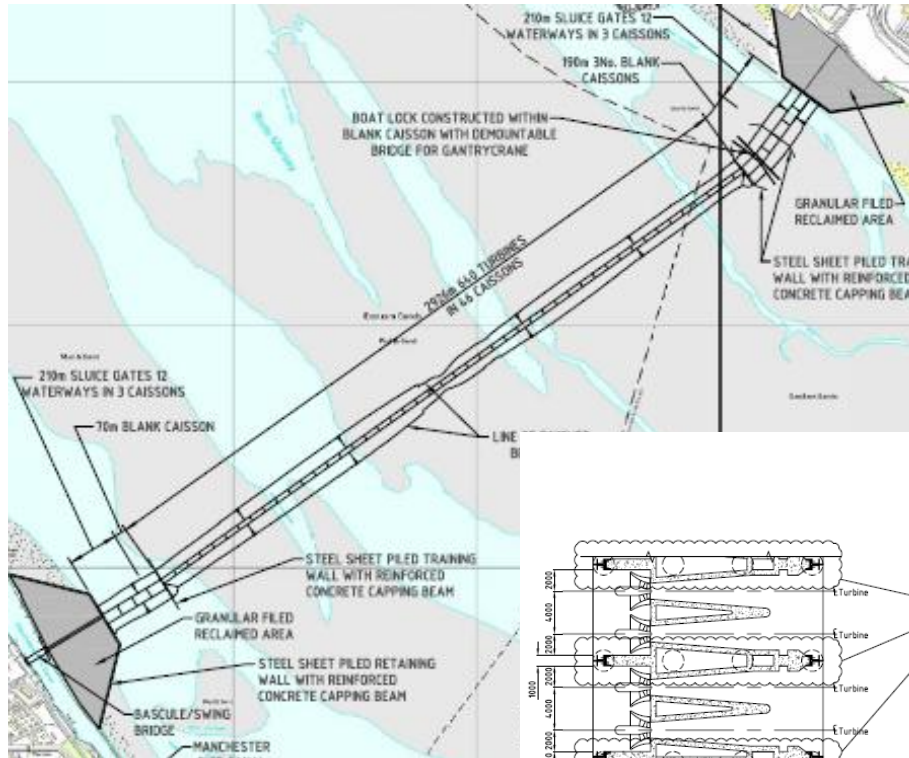 210m SLUICE GATES 12
WATERWAYS IN 3 CAISSONS
190m 3No. BLANK
CAISSONS
BOAT LOCK CONSTRUCTED WITHIN
BLANK CAISSON WITH DEMOUNTABLE
BRIDGE FOR GANTRYCRANE
GRANULAR FILED
RECLAIMED AREA
STEEL SHEET PILED TRA
WALL WITH REINFORCED
CONCRETE CAPPING BEA
2926m 640 TURBINES
IN 46 CAISSONS
210m SLUICE GATES 12
WATERWAYS IN 3 CAISSONS
70m BLANK CAISSON
LINE
STEEL SHEET PILED TRAINING
WALL WITH REINFORCED
CONCRETE CAPPING BEAM
GRANULAR FILED
RECLAIMED AREA
STEEL SHEET PILED RETAINING
WALL WITH REINFORCED
CONCRETE CAPPING BEAM
BASCULE/SWING
BRIDGE
MANCHESTER
2000
4000
2000
1000
2000
4000
2000
Turbine
Turbine
Turbine
Turbine